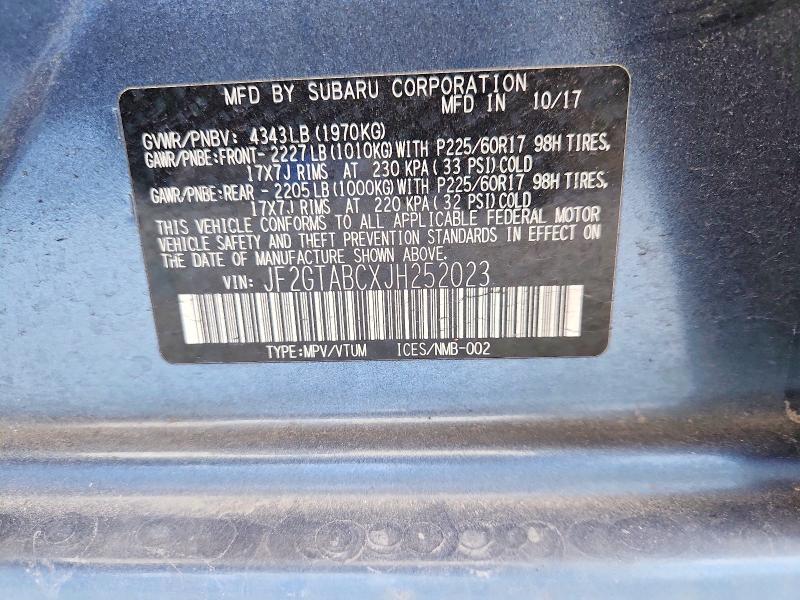 MFD BY SUBARU CORPORATION
MFD IN 10/17
GVWR/PNBV: 4343LB (1970KG)
GAWR/PNBE:FRONT- 2227LB (1010KG) WITH P225/60R17 98H TIRES,
17X7J RIMS AT 230 KPA ( 33 PSI) COLD
GAWR/PNBE:REAR - 2205 LB (1000KG) WITH P225/60R17 98H TIRES,
17X7J RIMS AT 220 KPA ( 32 PSI) COLD
THIS VEHICLE CONFORMS TO ALL APPLICABLE FEDERAL MOTOR
VEHICLE SAFETY AND THEFT PREVENTION STANDARDS IN EFFECT ON
THE DATE OF MANUFACTURE SHOWN ABOVE.
VIN: JF2GTABCXJH252023
TYPE:MPV/VTUM ICES/NMB-002